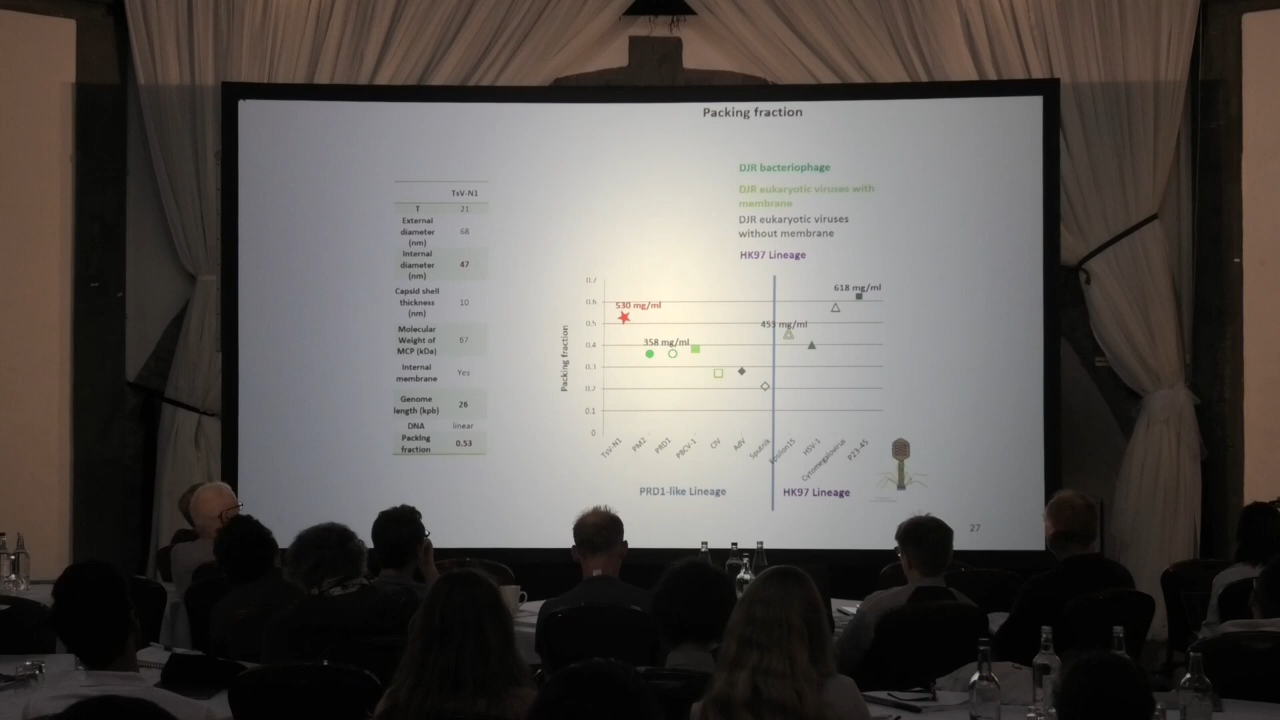 Packing fraction
TsV-N1
T 21
External
diameter 68
(nm)
Internal
diameter 47
(nm)
Capsid shell
thickness 10
(nm)
Molecular
Weight of 67
MCP (kDa)
Internal Yes
membrane
Genome 26
length (kpb)
DNA linear
Packing 0.53
fraction
DJR bacteriophage
DJR eukaryotic viruses with
membrane
DJR eukaryotic viruses
without membrane
HK97 Lineage
Packing fraction
0.7
0.6
0.5
0.4
0.3
0.2
0.1
0
530 mg/ml
358 mg/ml
453 mg/ml
618 mg/ml
TsV-N1
PM2
PRD1
PBCV-1
CIV
AdV
Sputnik
Epsilon15
HSV-1
Cytomegalovirus
P23-45
PRD1-like Lineage
HK97 Lineage
27